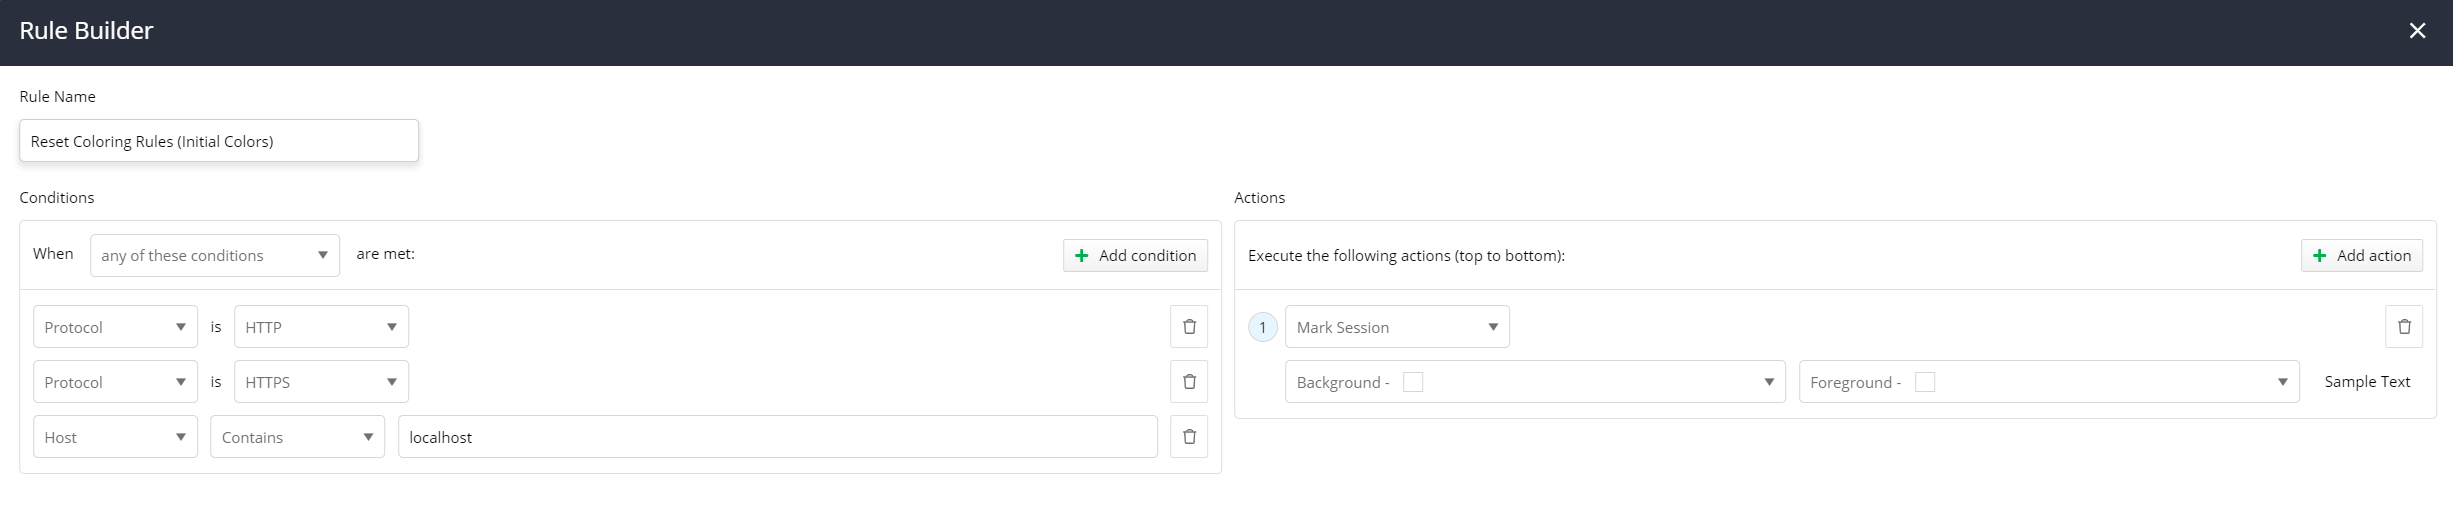 Rule Builder
Rule Name
Reset Coloring Rules (Initial Colors)
Conditions
When any of these conditions are met: Add condition
Protocol is HTTP
Protocol is HTTPS
Host Contains localhost
Actions
Execute the following actions (top to bottom): Add action
1 Mark Session
Background - Foreground - Sample Text